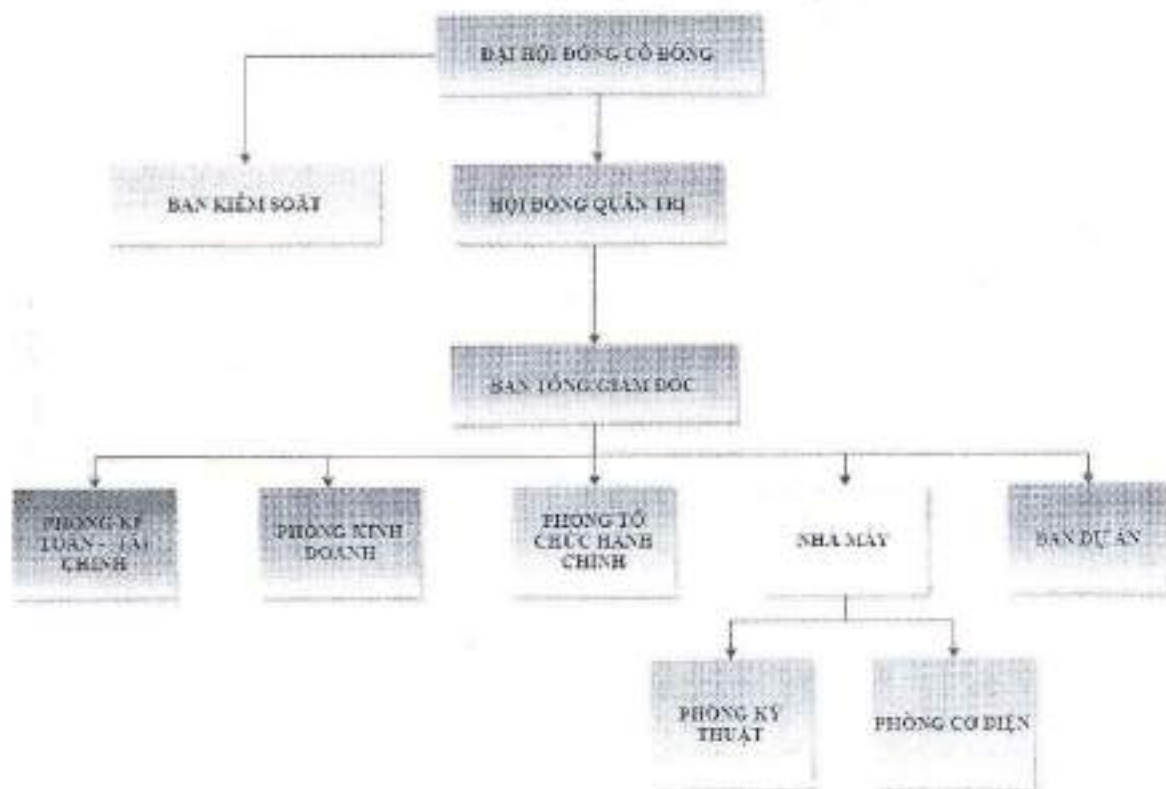 ĐẠI HỘI ĐỒNG CỔ ĐÔNG
BAN KIỂM SOÁT
HỘI ĐỒNG QUẢN TRỊ
BAN TỔNG GIÁM ĐỐC
PHÒNG KẾ
TOÁN - TÀI
CHÍNH
PHÒNG KINH
DOANH
PHÒNG TỔ
CHỨC HÀNH
CHÍNH
NHÀ MÁY
BAN DỰ ÁN
PHÒNG KỸ
THUẬT
PHÒNG CƠ ĐIỆN